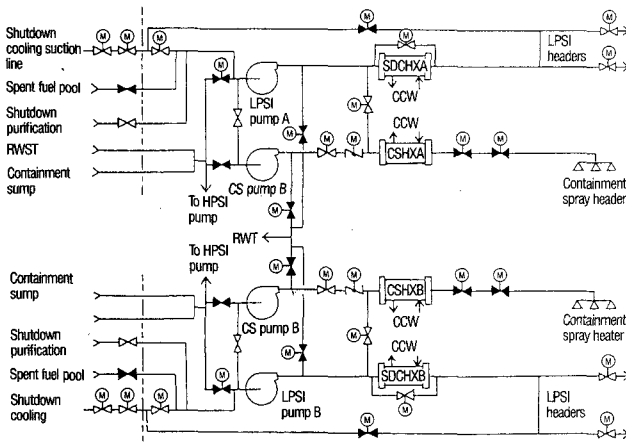 M
M
M
M
M
Shutdown
cooling suction
line
LPSI
headers
M
M
SDCHXA
CCW
Spent fuel pool
LPSI
pump A
M
M
Shutdown
purification
CCW
M
M
M
M
RWST
CSHXA
Containment
sump
CS pump B
Containment
spray header
To HPSI
pump
M
RWT
To HPSI
pump
M
Containment
sump
M
M
M
M
CSHXB
CS pump B
CCW
Containment
spray heater
Shutdown
purification
M
M
CCW
Spent fuel pool
SDCHXB
M
M
M
M
M
M
LPSI
pump B
Shutdown
cooling
M
LPSI
headers
M
M